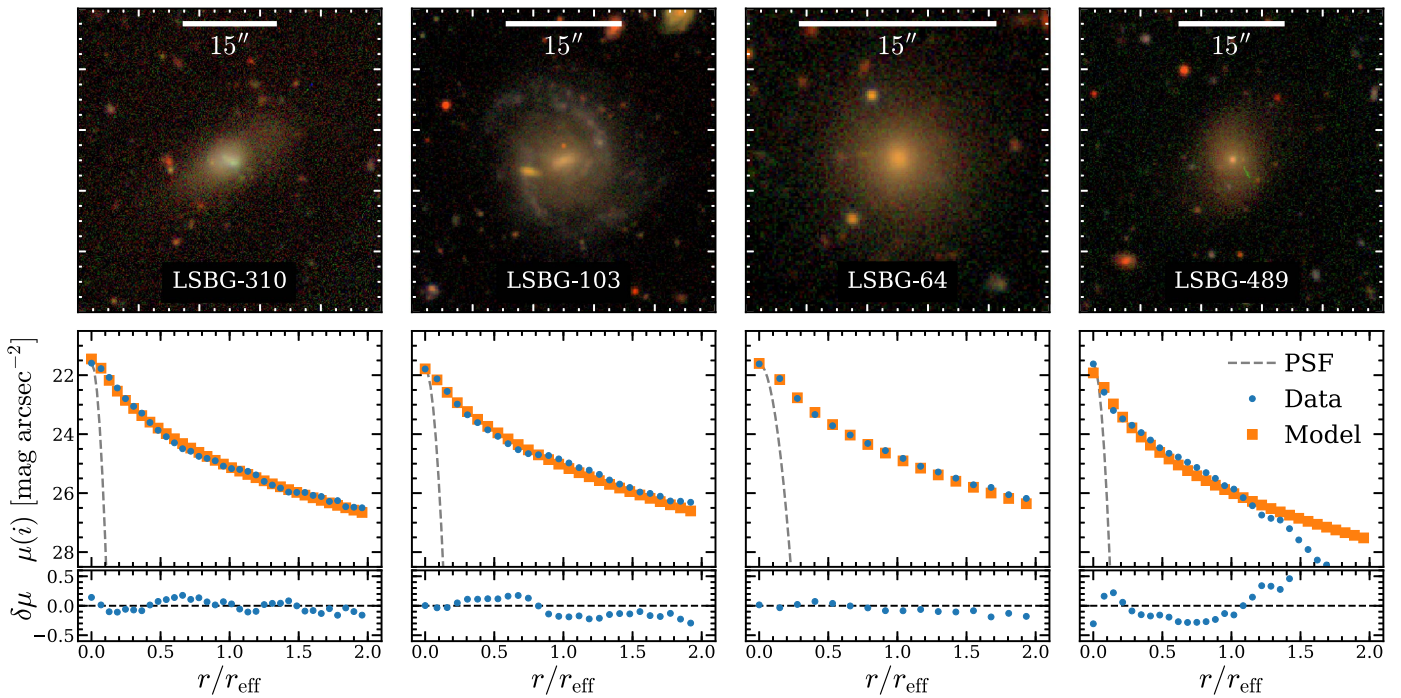 15″ 15″ 15″ 15″
LSBG-310 LSBG-103 LSBG-64 LSBG-489
μ(i) [mag arcsec⁻²]
22
24
26
28
PSF
Data
Model
δμ
0.5
0.0
−0.5
0.0 0.5 1.0 1.5 2.0 0.0 0.5 1.0 1.5 2.0 0.0 0.5 1.0 1.5 2.0 0.0 0.5 1.0 1.5 2.0
r/r_eff r/r_eff r/r_eff r/r_eff